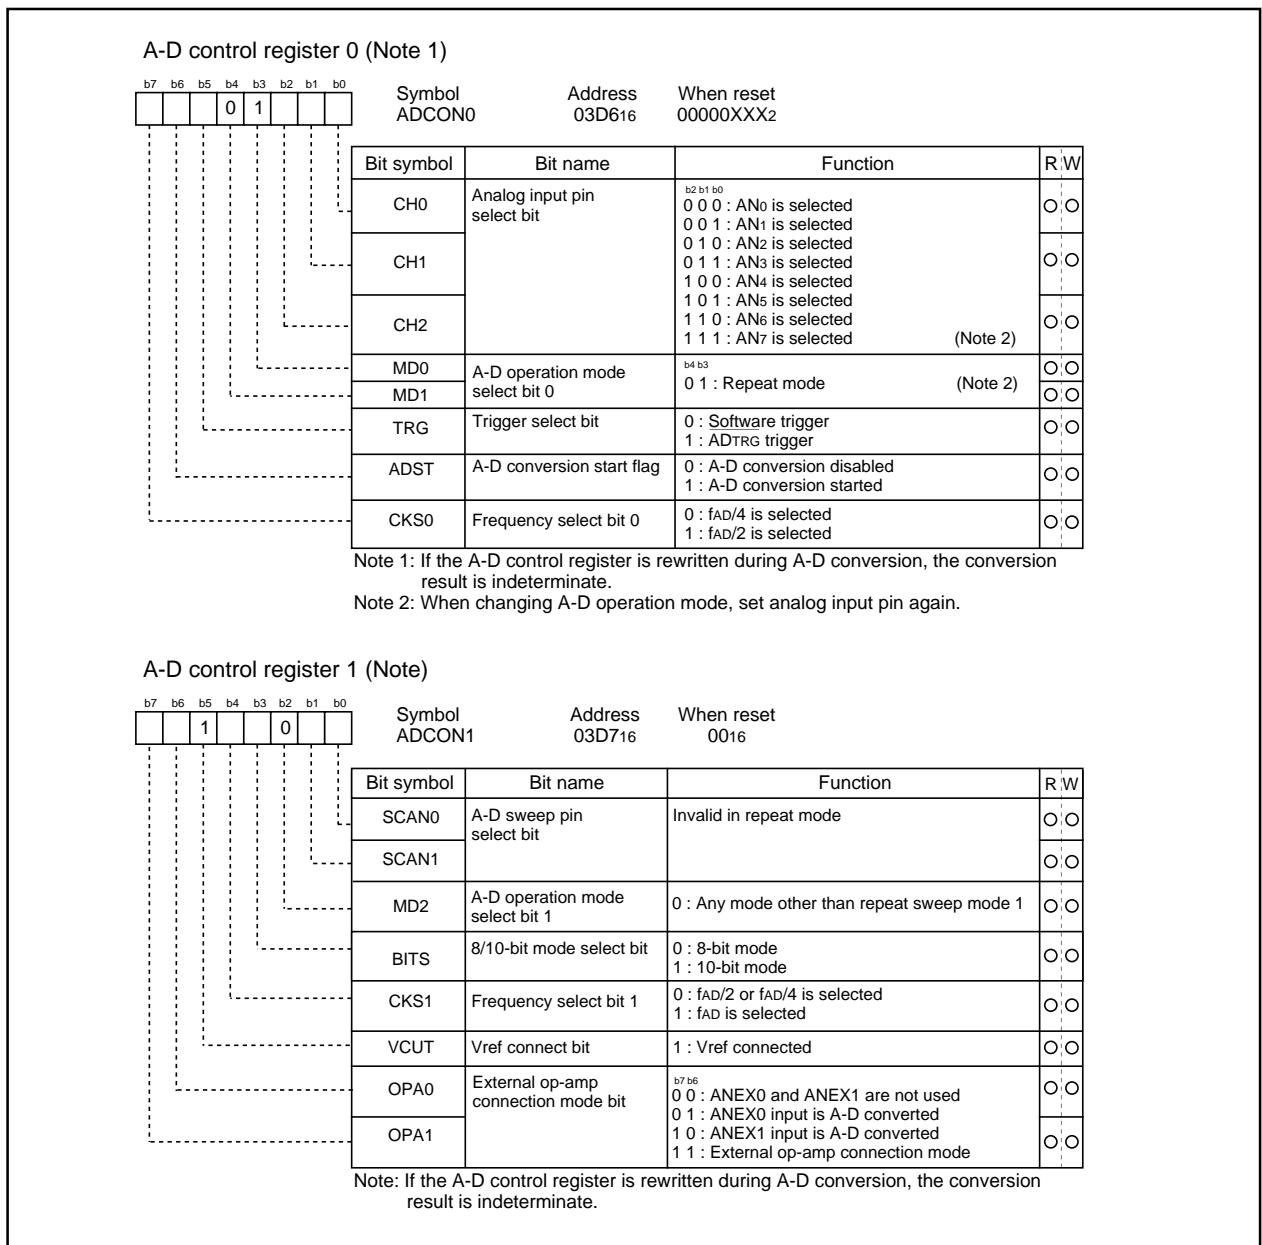 A-D control register 0 (Note 1)
b7 b6 b5 b4 b3 b2 b1 b0
0 1
Symbol Address When reset
ADCON0 03D616 00000XXX2
Bit symbol Bit name Function R W
CH0 Analog input pin select bit
b2 b1 b0
0 0 0 : AN0 is selected
0 0 1 : AN1 is selected
0 1 0 : AN2 is selected
CH1 0 1 1 : AN3 is selected
1 0 0 : AN4 is selected
1 0 1 : AN5 is selected
CH2 1 1 0 : AN6 is selected
1 1 1 : AN7 is selected (Note 2)
MD0 A-D operation mode
MD1 select bit 0
b4 b3
0 1 : Repeat mode (Note 2)
TRG Trigger select bit 0 : Software trigger
1 : ADTRG trigger
ADST A-D conversion start flag 0 : A-D conversion disabled
1 : A-D conversion started
CKS0 Frequency select bit 0 0 : fAD/4 is selected
1 : fAD/2 is selected
Note 1: If the A-D control register is rewritten during A-D conversion, the conversion
result is indeterminate.
Note 2: When changing A-D operation mode, set analog input pin again.
A-D control register 1 (Note)
b7 b6 b5 b4 b3 b2 b1 b0
1 0
Symbol Address When reset
ADCON1 03D716 0016
Bit symbol Bit name Function R W
SCAN0 A-D sweep pin Invalid in repeat mode
select bit
SCAN1
MD2 A-D operation mode
select bit 1 0 : Any mode other than repeat sweep mode 1
BITS 8/10-bit mode select bit 0 : 8-bit mode
1 : 10-bit mode
CKS1 Frequency select bit 1 0 : fAD/2 or fAD/4 is selected
1 : fAD is selected
VCUT Vref connect bit 1 : Vref connected
OPA0 External op-amp
connection mode bit
b7 b6
0 0 : ANEX0 and ANEX1 are not used
0 1 : ANEX0 input is A-D converted
OPA1 1 0 : ANEX1 input is A-D converted
1 1 : External op-amp connection mode
Note: If the A-D control register is rewritten during A-D conversion, the conversion
result is indeterminate.